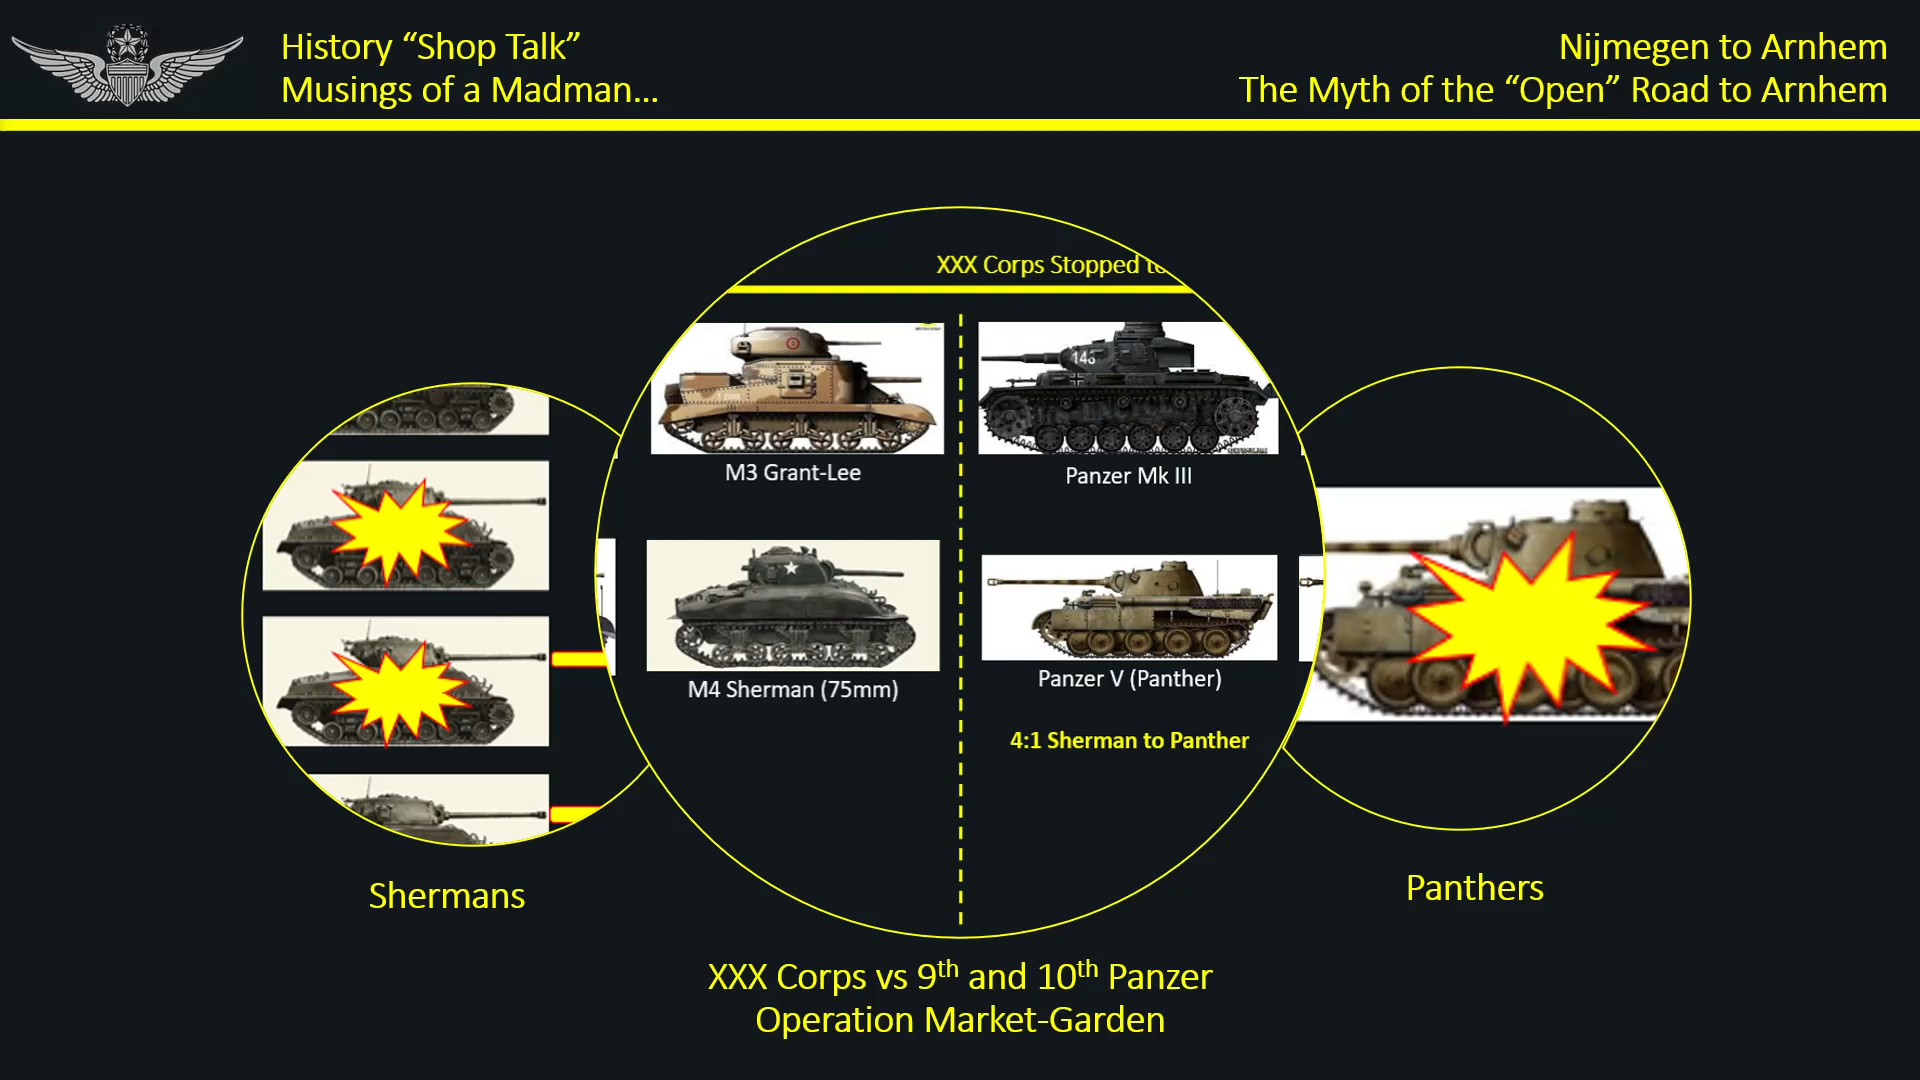 History “Shop Talk”
Musings of a Madman...
Nijmegen to Arnhem
The Myth of the “Open” Road to Arnhem
XXX Corps Stopped to
M3 Grant-Lee
Panzer Mk III
M4 Sherman (75mm)
Panzer V (Panther)
4:1 Sherman to Panther
Shermans
Panthers
XXX Corps vs 9th and 10th Panzer
Operation Market-Garden